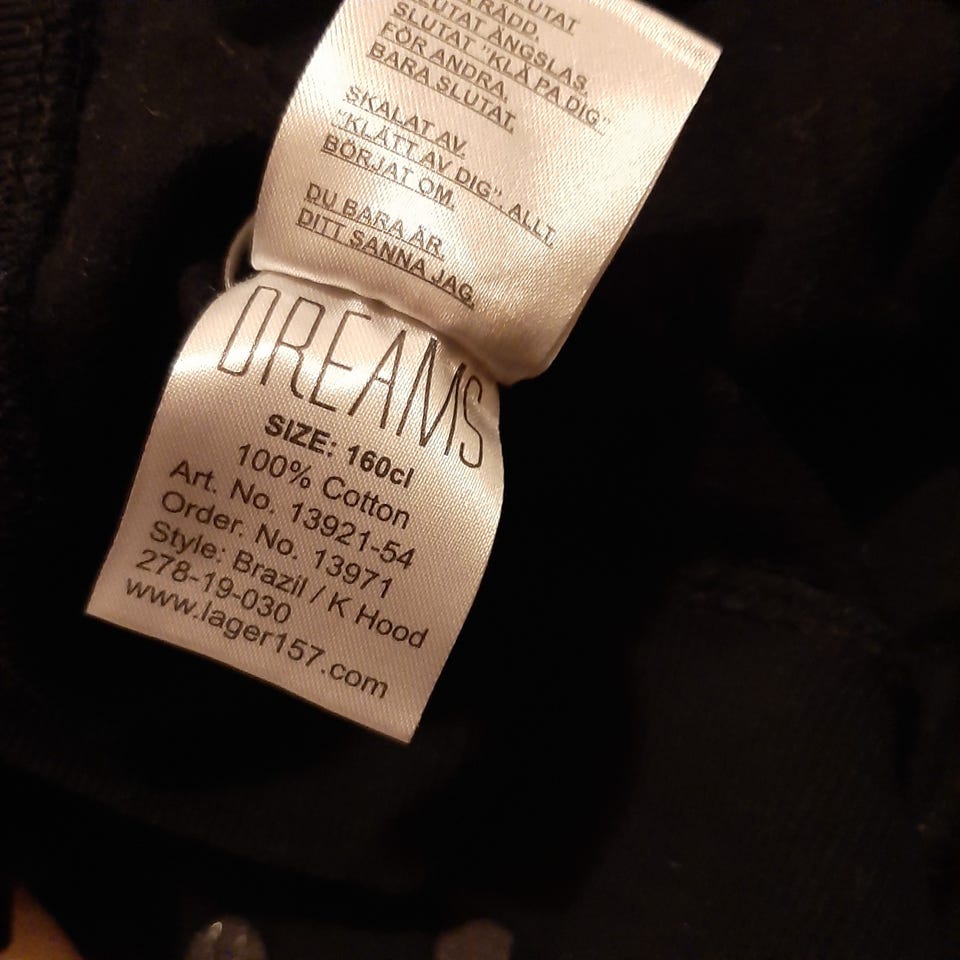 SLUTAT
RÄDD.
SLUTAT ÄNGSLAS.
SLUTAT "KLÄ PÅ DIG"
FÖR ANDRA.
BARA SLUTAT.
SKALAT AV.
"KLÄTT AV DIG". ALLT.
BÖRJAT OM.
DU BARA ÄR.
DITT SANNA JAG.
DREAMS
SIZE: 160cl
100% Cotton
Art. No. 13921-54
Order. No. 13971
Style: Brazil / K Hood
278-19-030
www.lager157.com